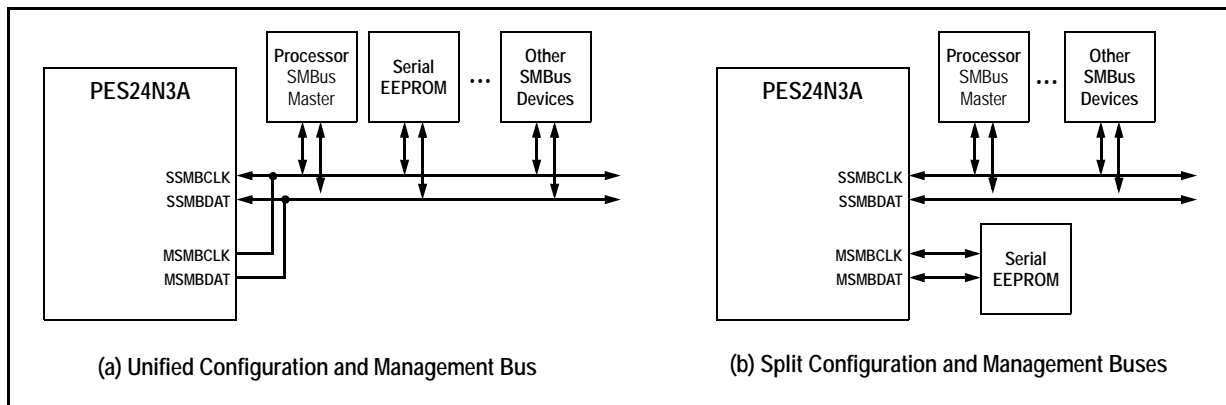 PES24N3A
Processor
SMBus
Master
Serial
EEPROM
...
Other
SMBus
Devices
SSMBCLK
SSMBDAT
MSMBCLK
MSMBDAT
(a) Unified Configuration and Management Bus
PES24N3A
Processor
SMBus
Master
...
Other
SMBus
Devices
SSMBCLK
SSMBDAT
MSMBCLK
MSMBDAT
Serial
EEPROM
(b) Split Configuration and Management Buses